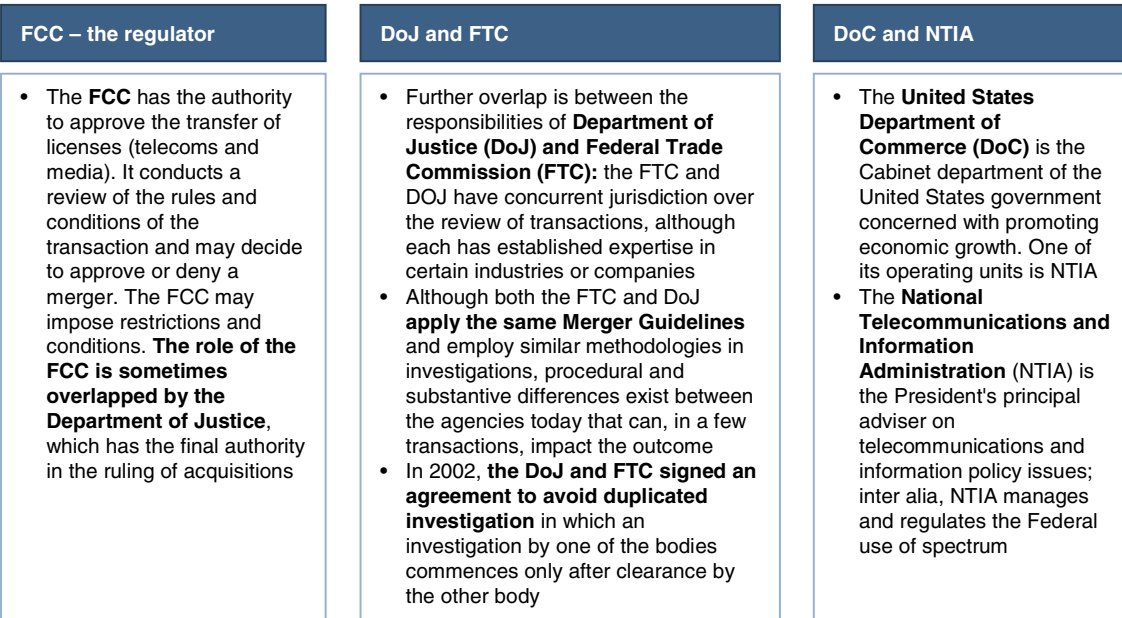 FCC – the regulator
• The FCC has the authority
to approve the transfer of
licenses (telecoms and
media). It conducts a
review of the rules and
conditions of the
transaction and may decide
to approve or deny a
merger. The FCC may
impose restrictions and
conditions. The role of the
FCC is sometimes
overlapped by the
Department of Justice,
which has the final authority
in the ruling of acquisitions
DoJ and FTC
• Further overlap is between the
responsibilities of Department of
Justice (DoJ) and Federal Trade
Commission (FTC): the FTC and
DOJ have concurrent jurisdiction over
the review of transactions, although
each has established expertise in
certain industries or companies
• Although both the FTC and DoJ
apply the same Merger Guidelines
and employ similar methodologies in
investigations, procedural and
substantive differences exist between
the agencies today that can, in a few
transactions, impact the outcome
• In 2002, the DoJ and FTC signed an
agreement to avoid duplicated
investigation in which an
investigation by one of the bodies
commences only after clearance by
the other body
DoC and NTIA
• The United States
Department of
Commerce (DoC) is the
Cabinet department of the
United States government
concerned with promoting
economic growth. One of
its operating units is NTIA
• The National
Telecommunications and
Information
Administration (NTIA) is
the President's principal
adviser on
telecommunications and
information policy issues;
inter alia, NTIA manages
and regulates the Federal
use of spectrum